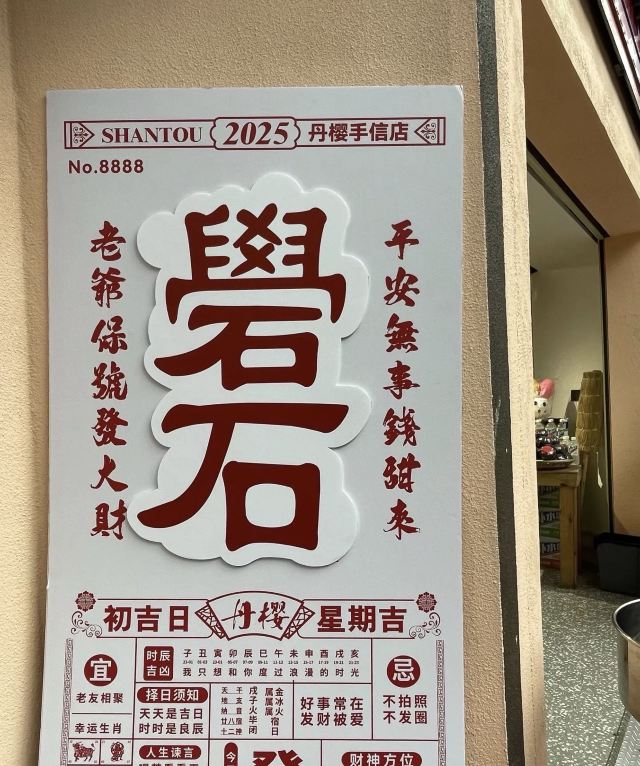 SHANTOU 2025 丹樱手信店
No.8888
平安無事錢來
礐石
老爺保號發大財
初吉日 丹樱 星期吉
宜
老友相聚
幸运生肖
时辰
吉凶
子 丑 寅 卯 辰 巳 午 未 申 酉 戌 亥
我 只 想 和 你 度 过 浪 漫 的 时 光
择日须知
天天是吉日
时时是良辰
好事常在
发财被爱
忌
不拍照
不发圈
人生谏言
今
發
财神方位